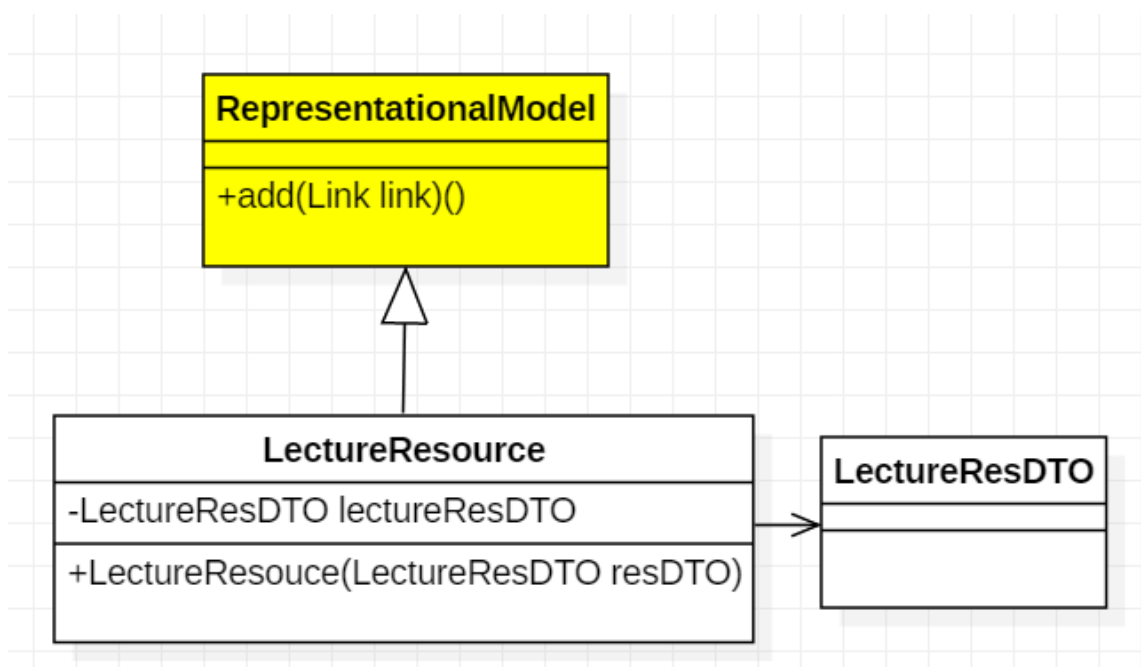 RepresentationalModel
+add(Link link)()
LectureResource
-LectureResDTO lectureResDTO
+LectureResouce(LectureResDTO resDTO)
LectureResDTO